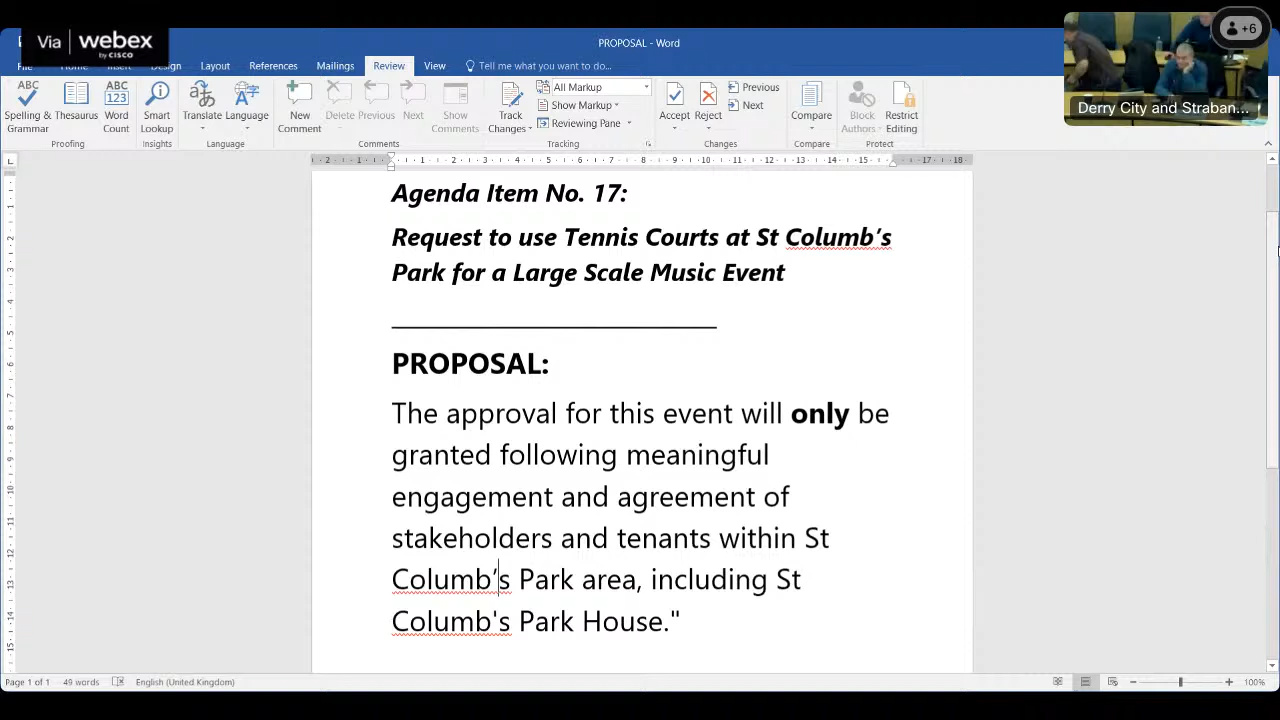 Via webex
by CISCO
PROPOSAL - Word
+6
Design Layout References Mailings Review View Tell me what you want to do...
ABC Spelling & Grammar
Thesaurus
ABC 123 Word Count
Proofing
Smart Lookup
Insights
Translate
Language
Language
New Comment
Delete
Previous
Next
Show Comments
Comments
Track Changes
All Markup
Show Markup
Reviewing Pane
Tracking
Accept
Reject
Previous
Next
Changes
Compare
Compare
Block Authors
Restrict Editing
Protect
Derry City and Straban...
Agenda Item No. 17:
Request to use Tennis Courts at St Columb’s
Park for a Large Scale Music Event
PROPOSAL:
The approval for this event will only be
granted following meaningful
engagement and agreement of
stakeholders and tenants within St
Columb’s Park area, including St
Columb's Park House."
Page 1 of 1 49 words English (United Kingdom) 100%